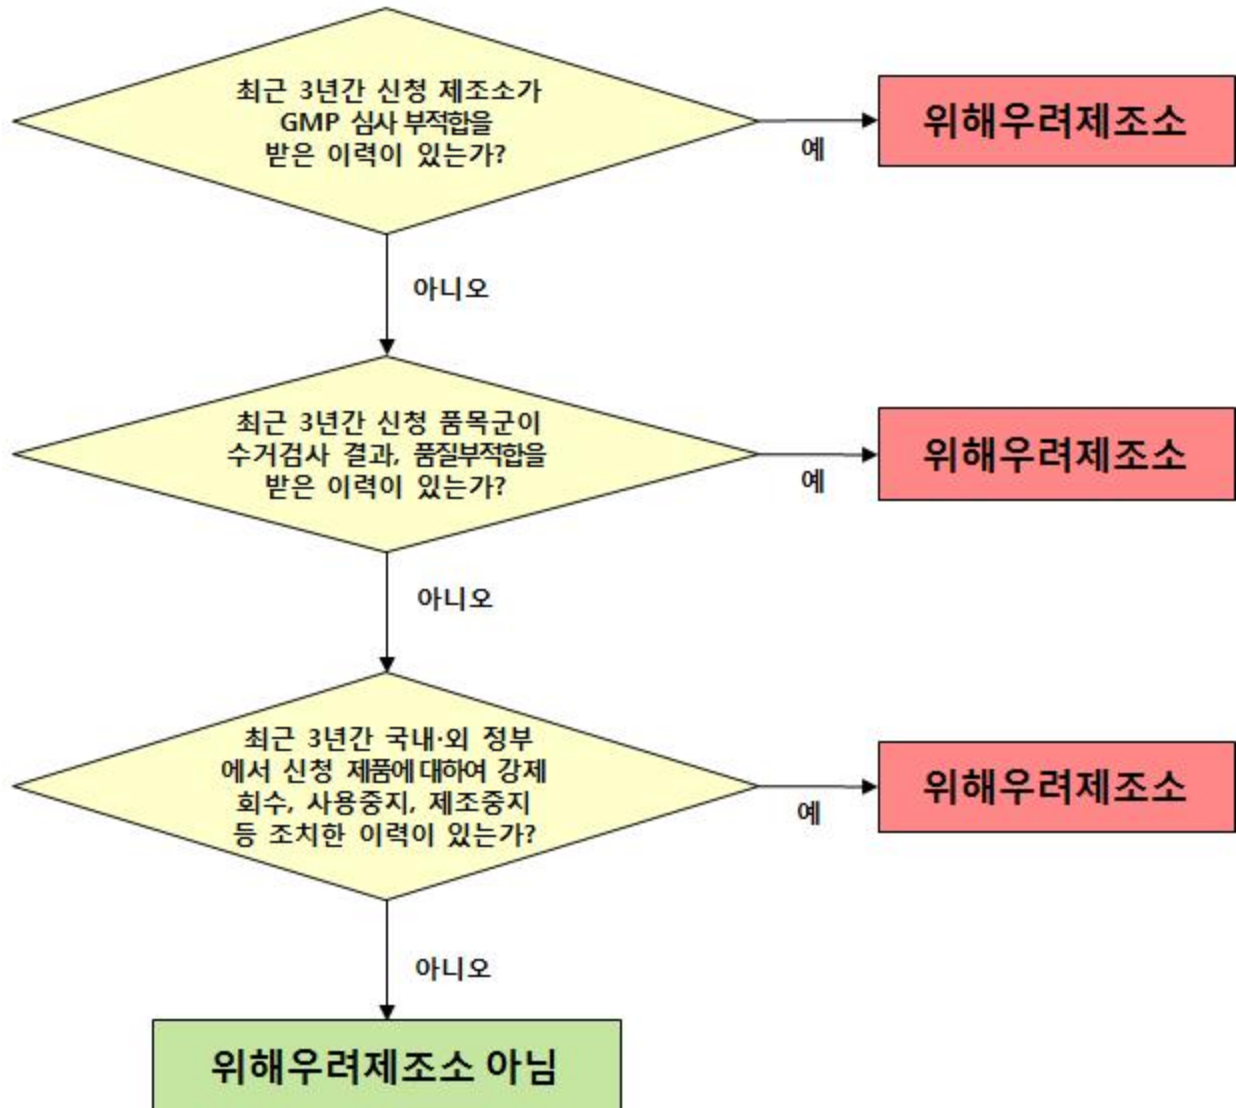 최근 3년간 신청 제조소가
GMP 심사 부적합을
받은 이력이 있는가?
예
위해우려제조소
아니오
최근 3년간 신청 품목군이
수거검사 결과, 품질부적합을
받은 이력이 있는가?
예
위해우려제조소
아니오
최근 3년간 국내·외 정부
에서 신청 제품에 대하여 강제
회수, 사용중지, 제조중지
등 조치한 이력이 있는가?
예
위해우려제조소
아니오
위해우려제조소 아님